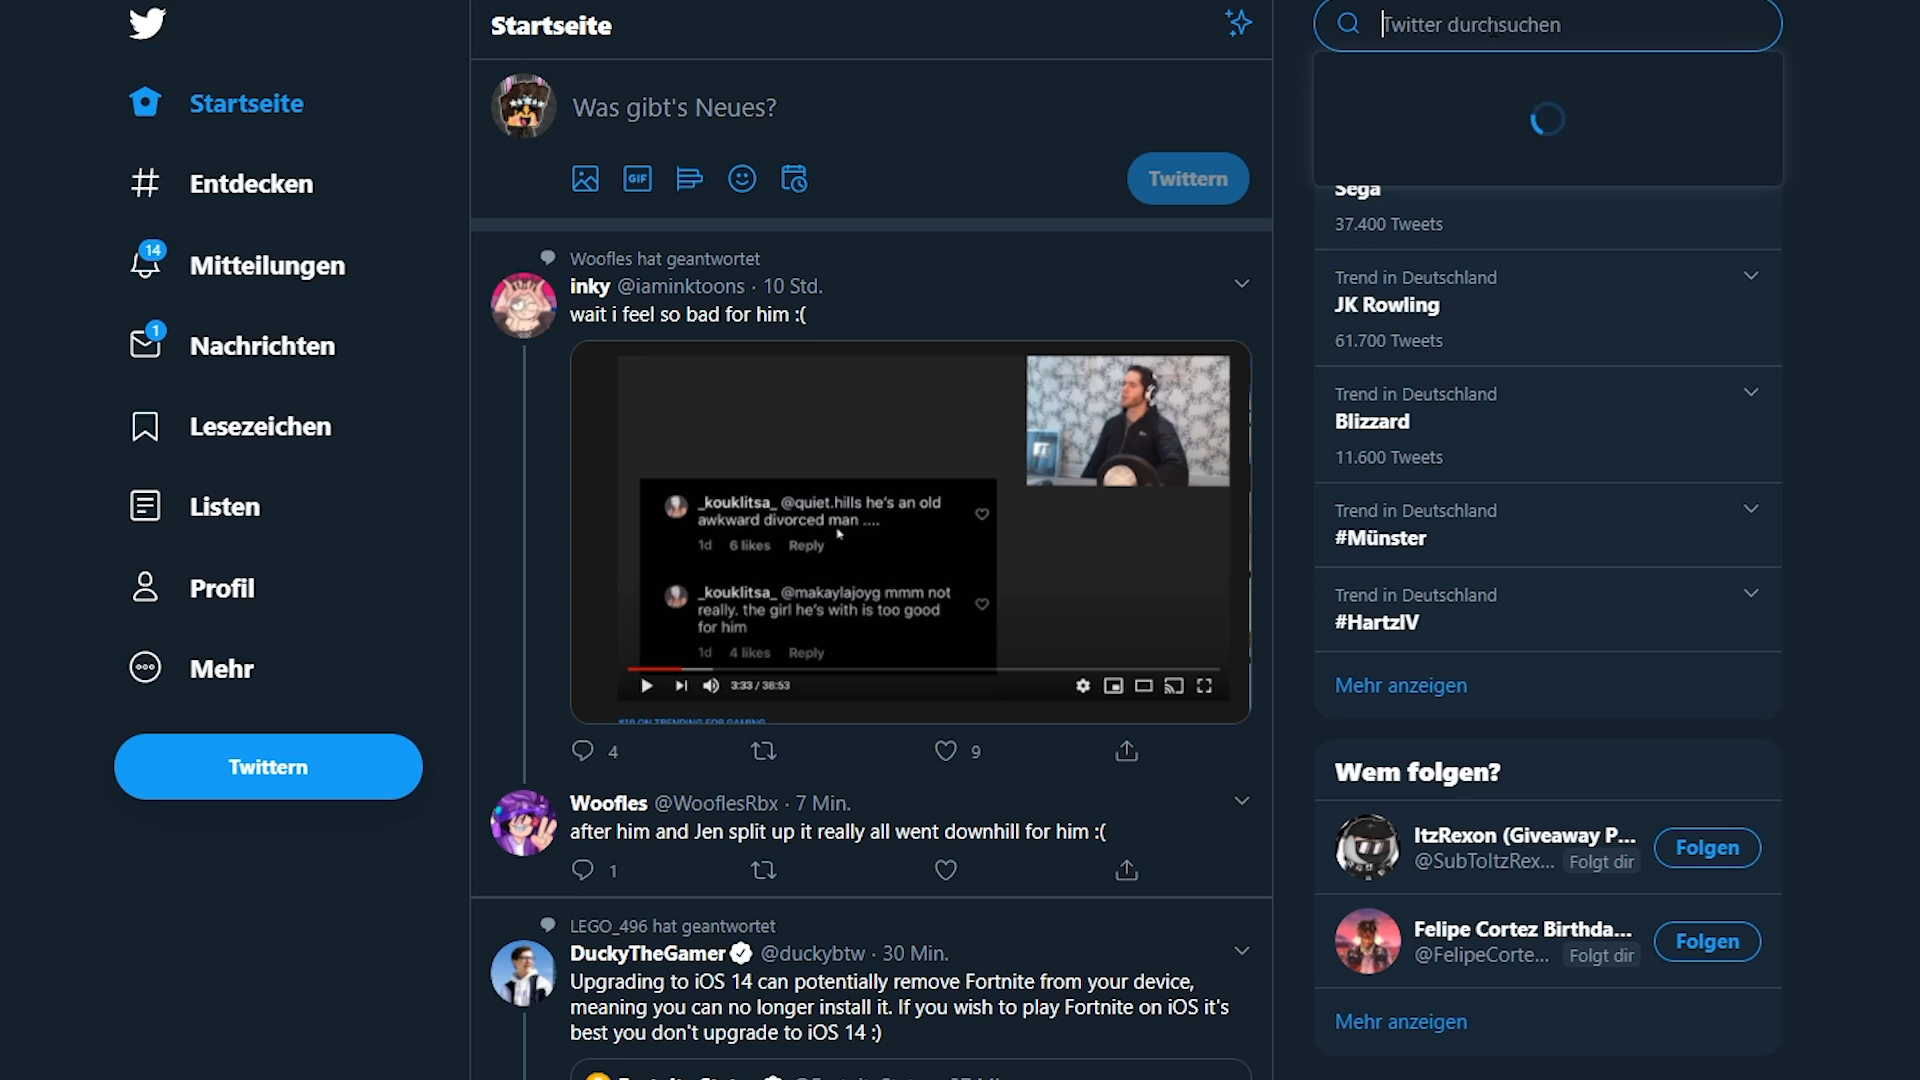 Startseite
Entdecken
14
Mitteilungen
1
Nachrichten
Lesezeichen
Listen
Profil
Mehr
Twittern
Startseite
Was gibt's Neues?
GIF
Twittern
Woofles hat geantwortet
inky @iaminktoons · 10 Std.
wait i feel so bad for him :(
_kouklitsa_ @quiet.hills he's an old
awkward divorced man ....
1d 6 likes Reply
_kouklitsa_ @makaylajoyg mmm not
really. the girl he's with is too good
for him
1d 4 likes Reply
3:33 / 38:53
#19 ON TRENDING FOR GAMING
4
9
Woofles @WooflesRbx · 7 Min.
after him and Jen split up it really all went downhill for him :(
1
LEGO_496 hat geantwortet
DuckyTheGamer @duckybtw · 30 Min.
Upgrading to iOS 14 can potentially remove Fortnite from your device,
meaning you can no longer install it. If you wish to play Fortnite on iOS it's
best you don't upgrade to iOS 14 :)
Twitter durchsuchen
Sega
37.400 Tweets
Trend in Deutschland
JK Rowling
61.700 Tweets
Trend in Deutschland
Blizzard
11.600 Tweets
Trend in Deutschland
#Münster
Trend in Deutschland
#HartzIV
Mehr anzeigen
Wem folgen?
ItzRexon (Giveaway P...
@SubToItzRex... Folgt dir
Folgen
Felipe Cortez Birthda...
@FelipeCorte... Folgt dir
Folgen
Mehr anzeigen